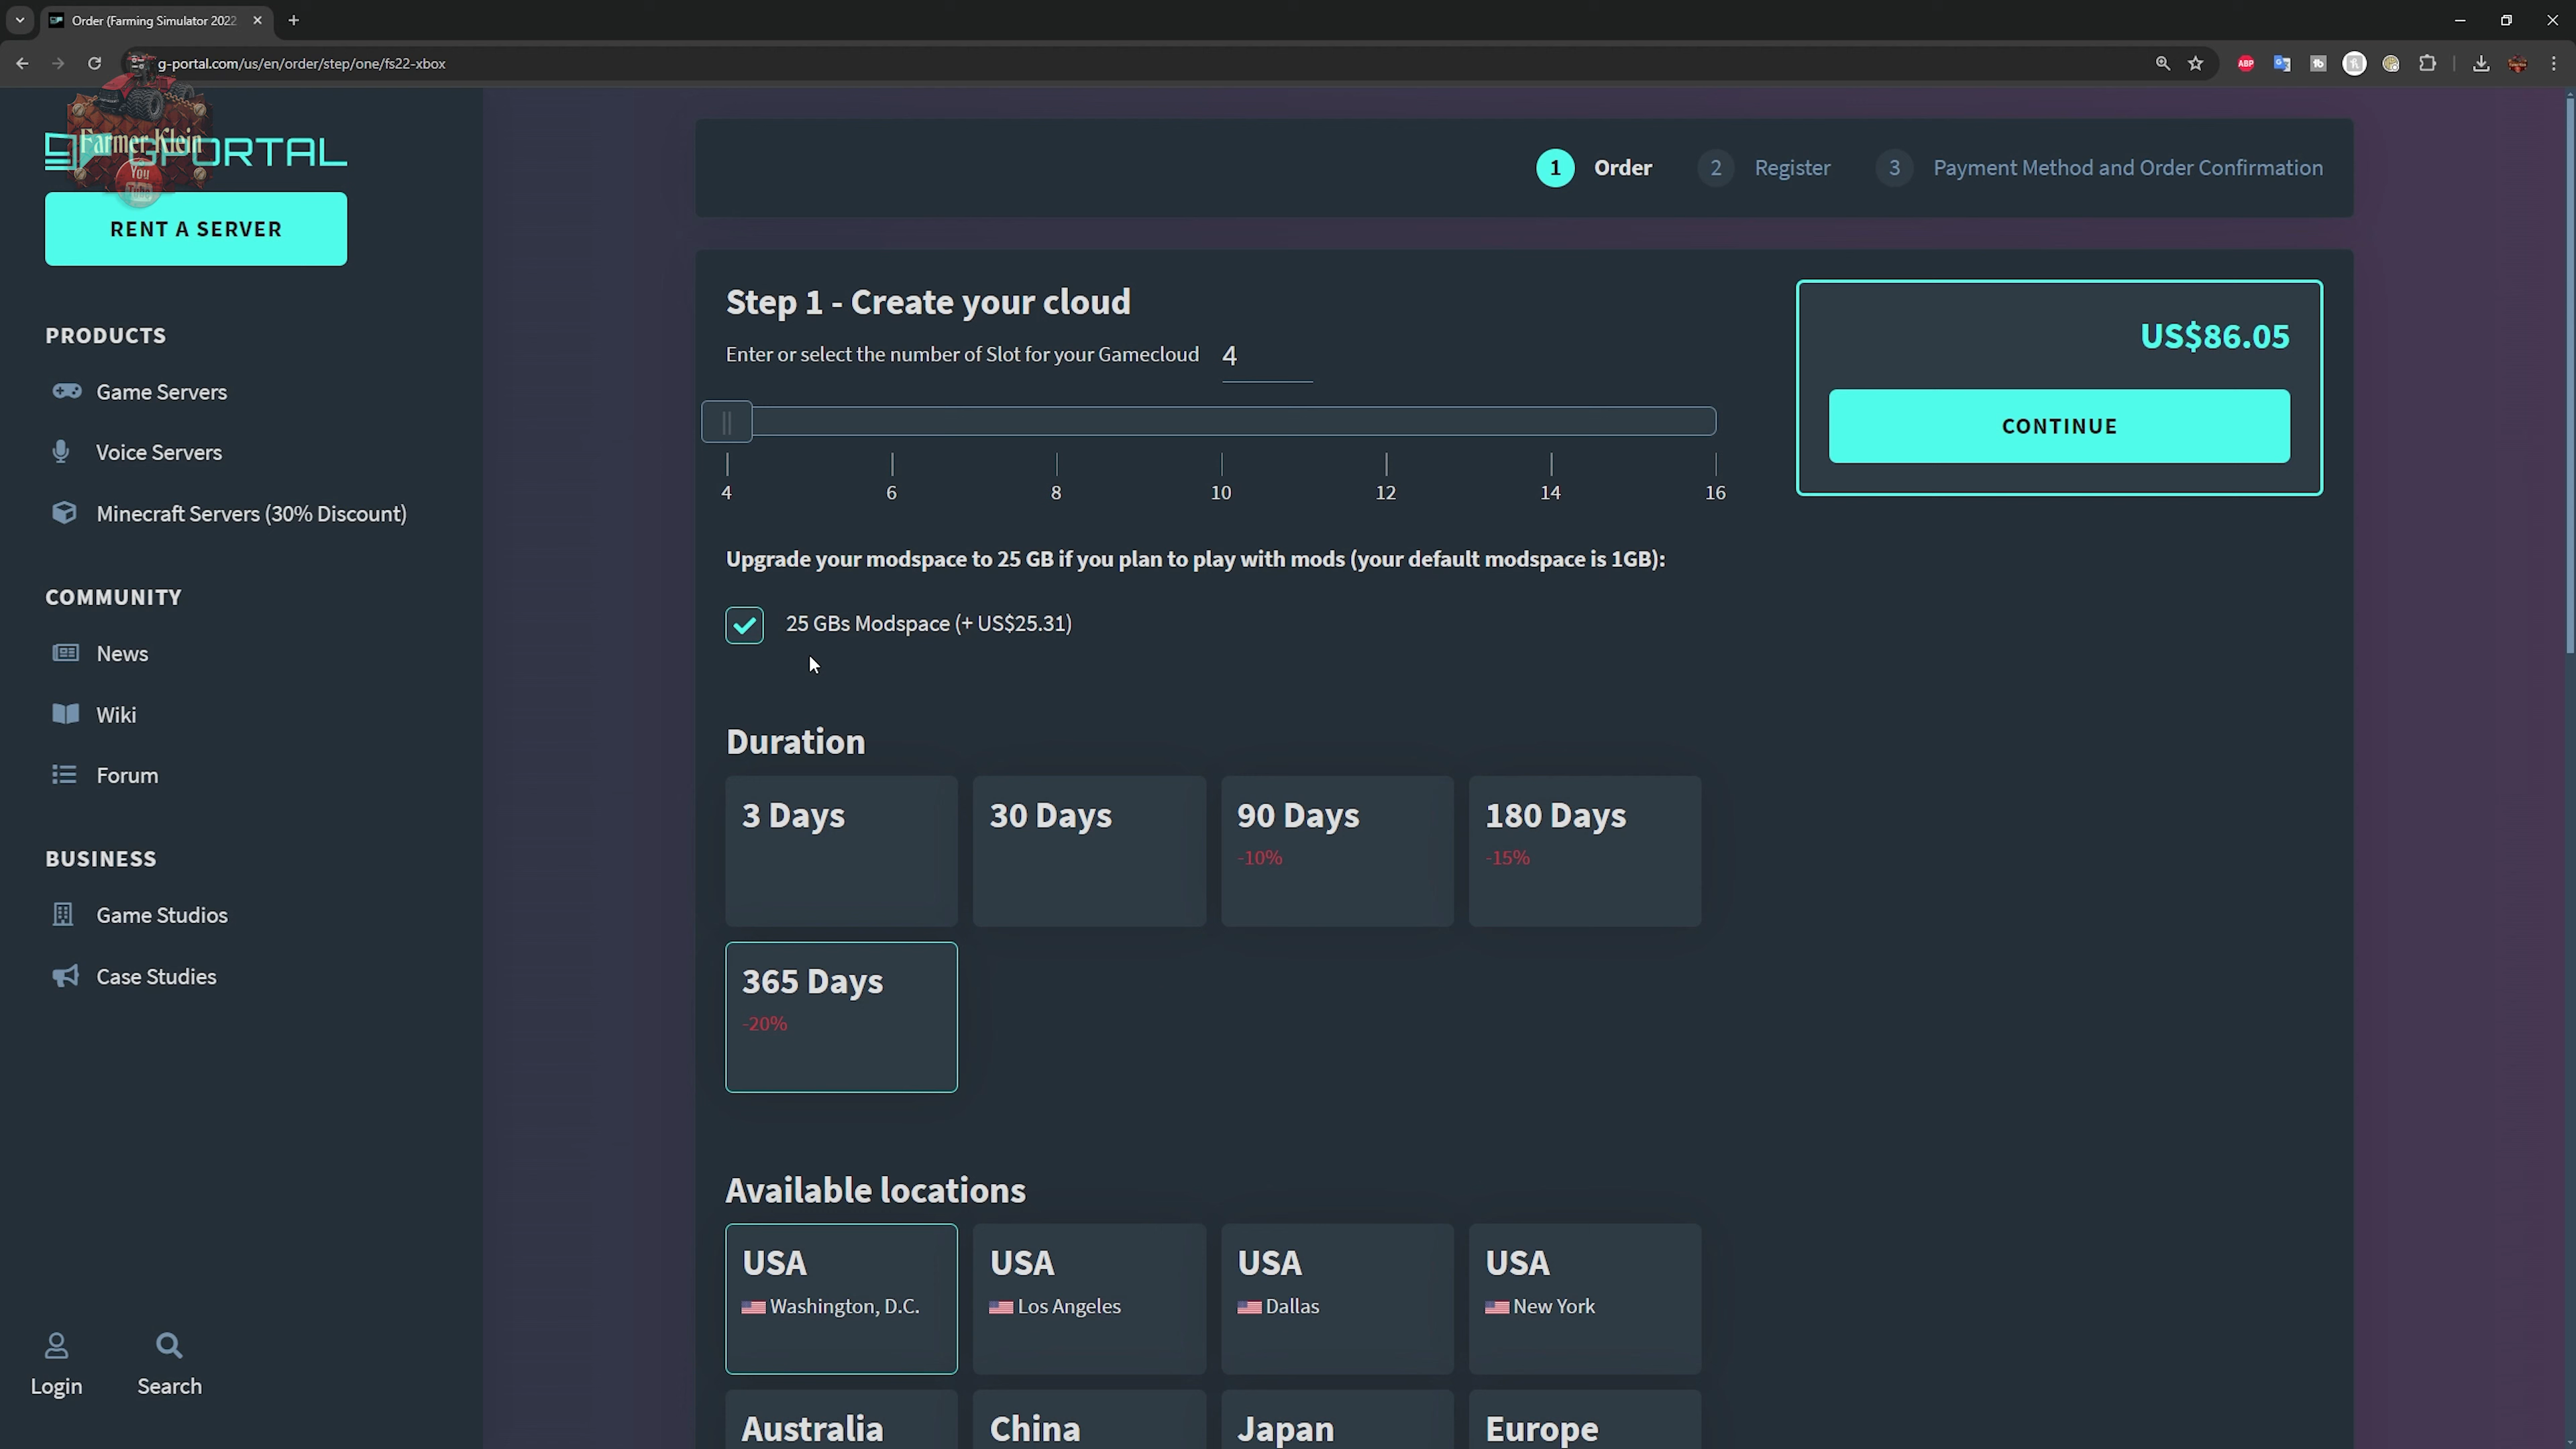 Order (Farming Simulator 2022
g-portal.com/us/en/order/step/one/fs22-xbox
ABP
Farmer Klein
You
Tube
GPORTAL
RENT A SERVER
PRODUCTS
Game Servers
Voice Servers
Minecraft Servers (30% Discount)
COMMUNITY
News
Wiki
Forum
BUSINESS
Game Studios
Case Studies
Login
Search
1 Order 2 Register 3 Payment Method and Order Confirmation
Step 1 - Create your cloud
Enter or select the number of Slot for your Gamecloud 4
4 6 8 10 12 14 16
US$86.05
CONTINUE
Upgrade your modspace to 25 GB if you plan to play with mods (your default modspace is 1GB):
25 GBs Modspace (+ US$25.31)
Duration
3 Days
30 Days
90 Days
-10%
180 Days
-15%
365 Days
-20%
Available locations
USA
Washington, D.C.
USA
Los Angeles
USA
Dallas
USA
New York
Australia
China
Japan
Europe